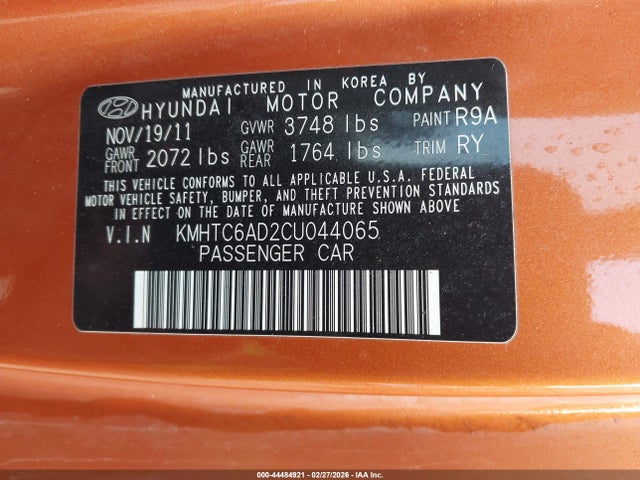 MANUFACTURED IN KOREA BY
HYUNDAI MOTOR COMPANY
NOV/19/11 GVWR 3748 lbs PAINT R9A
GAWR FRONT 2072 lbs GAWR REAR 1764 lbs TRIM RY
THIS VEHICLE CONFORMS TO ALL APPLICABLE U.S.A. FEDERAL
MOTOR VEHICLE SAFETY, BUMPER, AND THEFT PREVENTION STANDARDS
IN EFFECT ON THE DATE OF MANUFACTURE SHOWN ABOVE.
V.I.N KMHTC6AD2CU044065
PASSENGER CAR
000-44484921 - 02/27/2026 - IAA Inc.